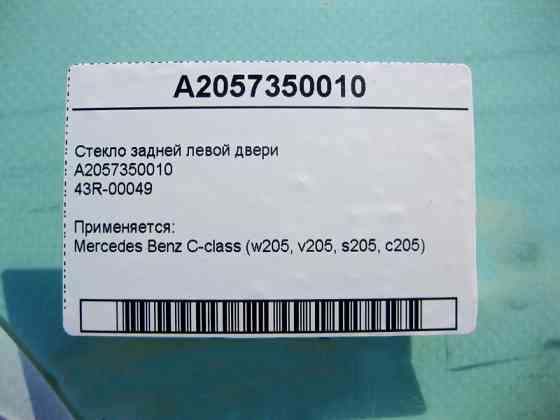 A2057350010
Стекло задней левой двери
A2057350010
43R-00049
Применяется:
Mercedes Benz C-class (w205, v205, s205, c205)